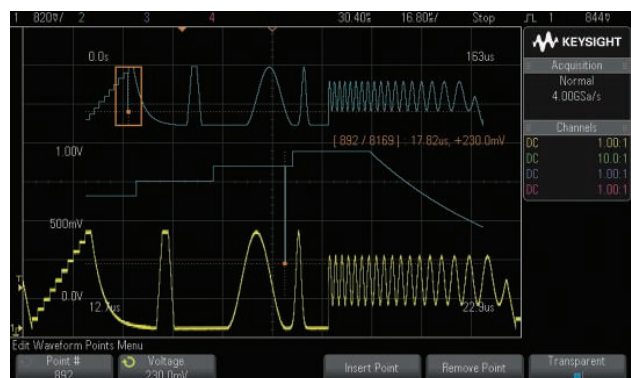 1 820▽/ 2 3 4 30.40s 16.80s/ Stop 1 844▽
KEYSIGHT
Acquisition
Normal
4.00GSa/s
Channels
DC 1.00:1
DC 10.0:1
DC 1.00:1
DC 1.00:1
0.0s 163us
[ 892 / 8169 ] : 17.82us, +230.0mV
1.00V
500mV
0.0V
12.7us 22.9us
Edit Waveform Points Menu
Point #
892
Voltage
230.0mV
Insert Point
Remove Point
Transparent